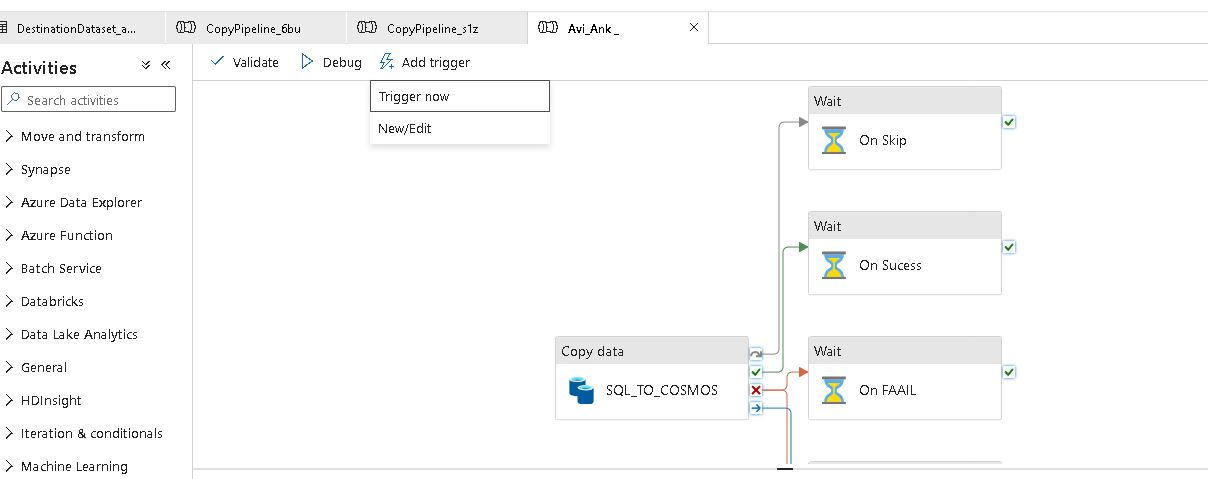 DestinationDataset_a...
CopyPipeline_6bu
CopyPipeline_s1z
Avi_Ank_
Activities
Validate
Debug
Add trigger
Search activities
Trigger now
New/Edit
Move and transform
Synapse
Azure Data Explorer
Azure Function
Batch Service
Databricks
Data Lake Analytics
General
HDInsight
Iteration & conditionals
Machine Learning
Wait
On Skip
Wait
On Sucess
Copy data
SQL_TO_COSMOS
Wait
On FAAIL